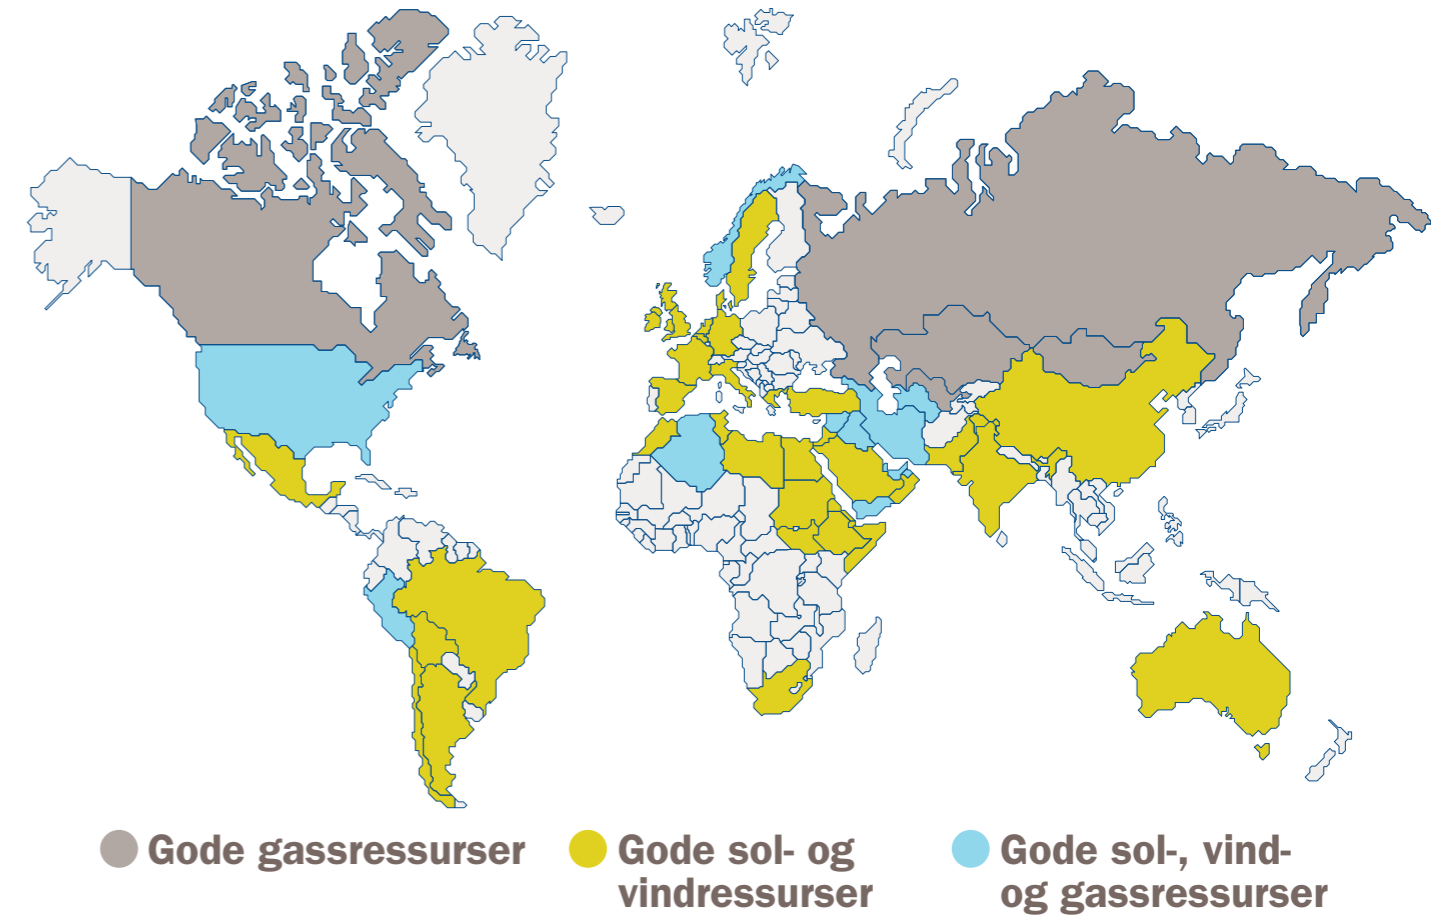 Gode gassressurser
Gode sol- og
vindressurser
Gode sol-, vind-
og gassressurser